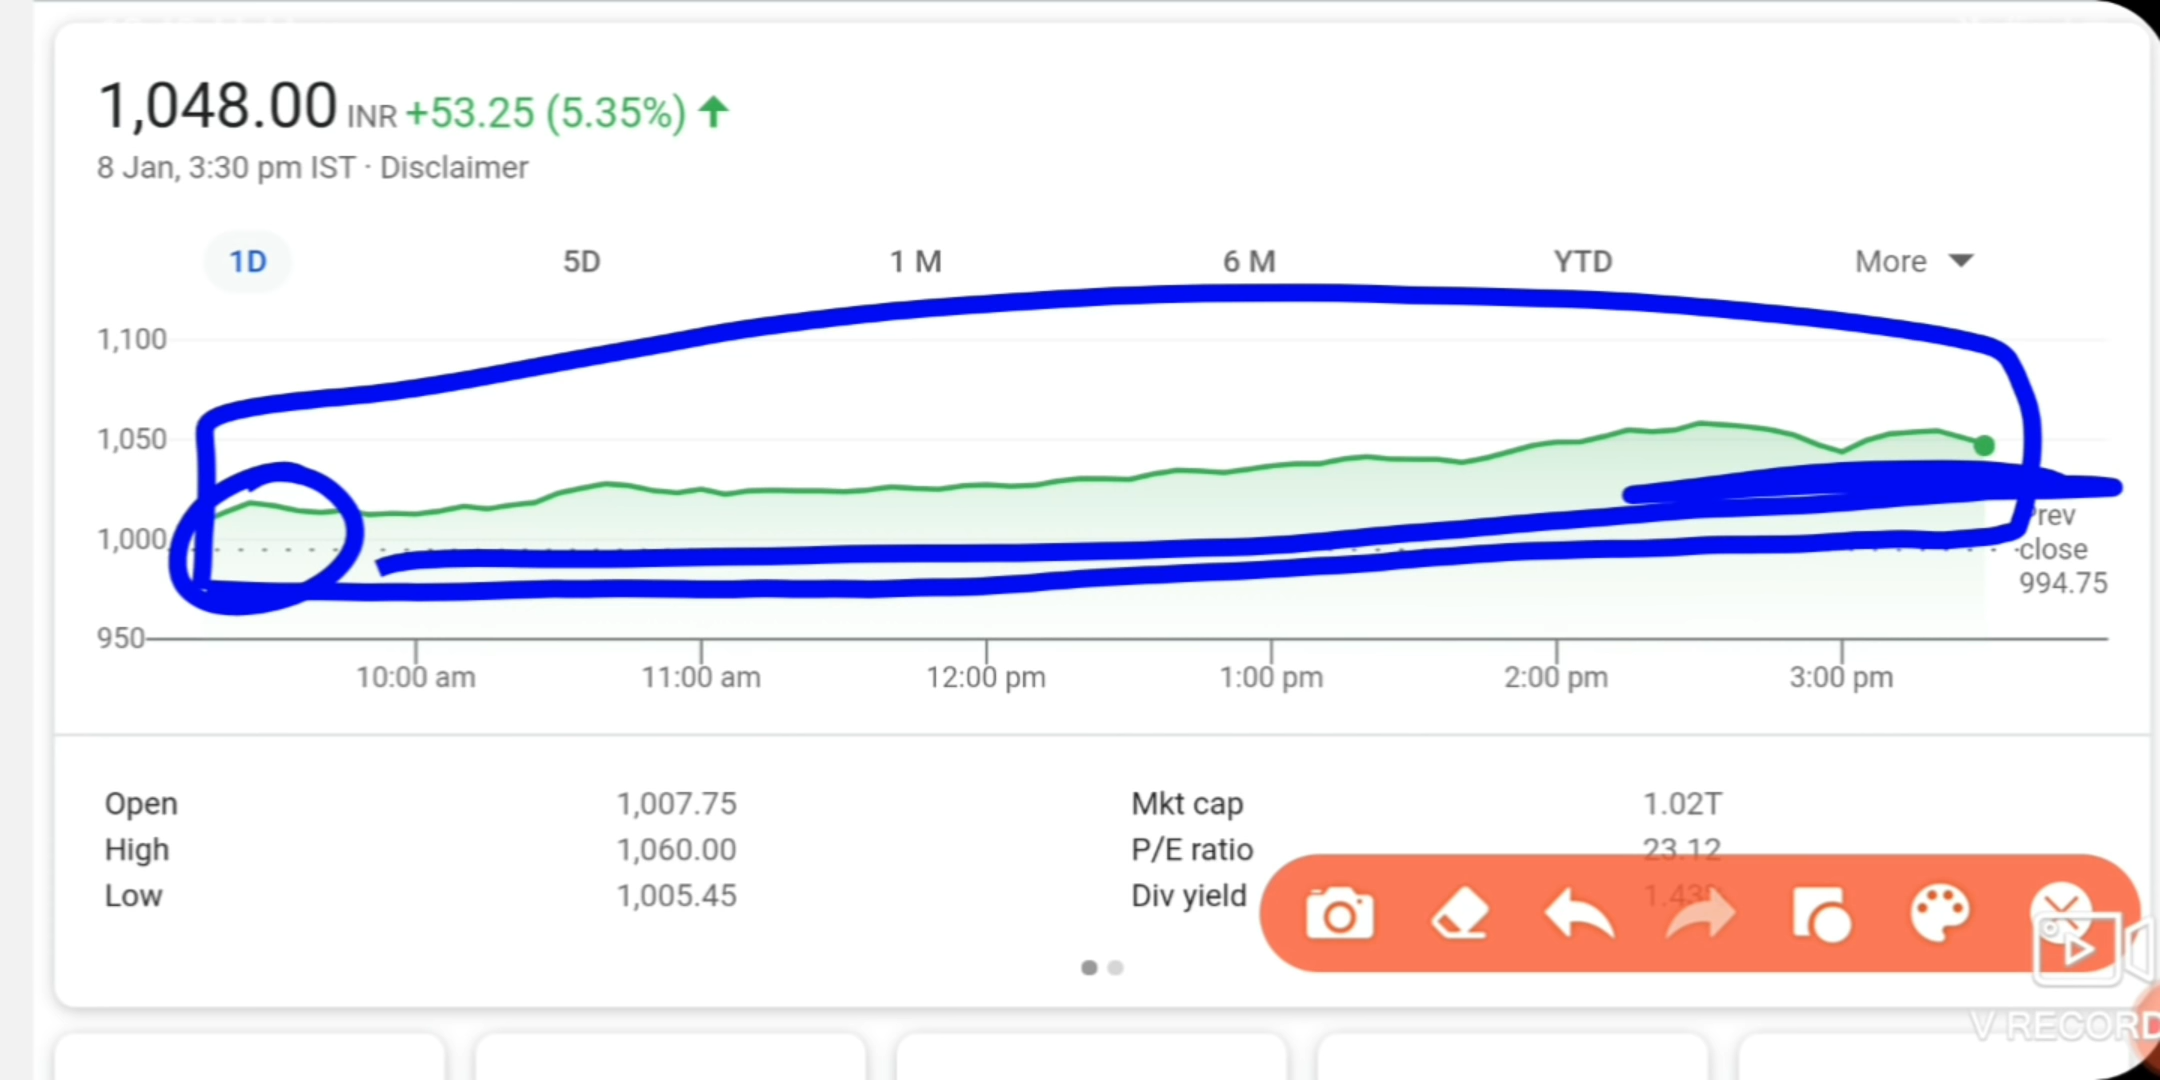 1,048.00 INR +53.25 (5.35%)
8 Jan, 3:30 pm IST · Disclaimer
1D 5D 1 M 6 M YTD More
1,100
1,050
1,000
950
close
994.75
10:00 am 11:00 am 12:00 pm 1:00 pm 2:00 pm 3:00 pm
Open 1,007.75 Mkt cap 1.02T
High 1,060.00 P/E ratio 23.12
Low 1,005.45 Div yield
V RECORD